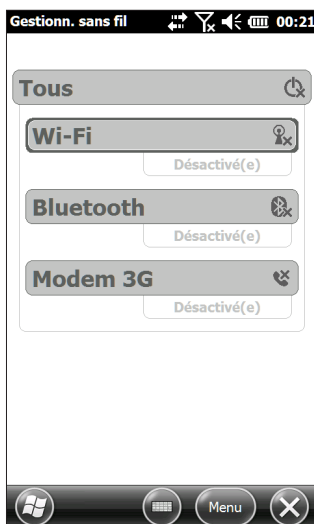 Gestionn. sans fil 00:21
Tous
Wi-Fi
Désactivé(e)
Bluetooth
Désactivé(e)
Modem 3G
Désactivé(e)
Menu